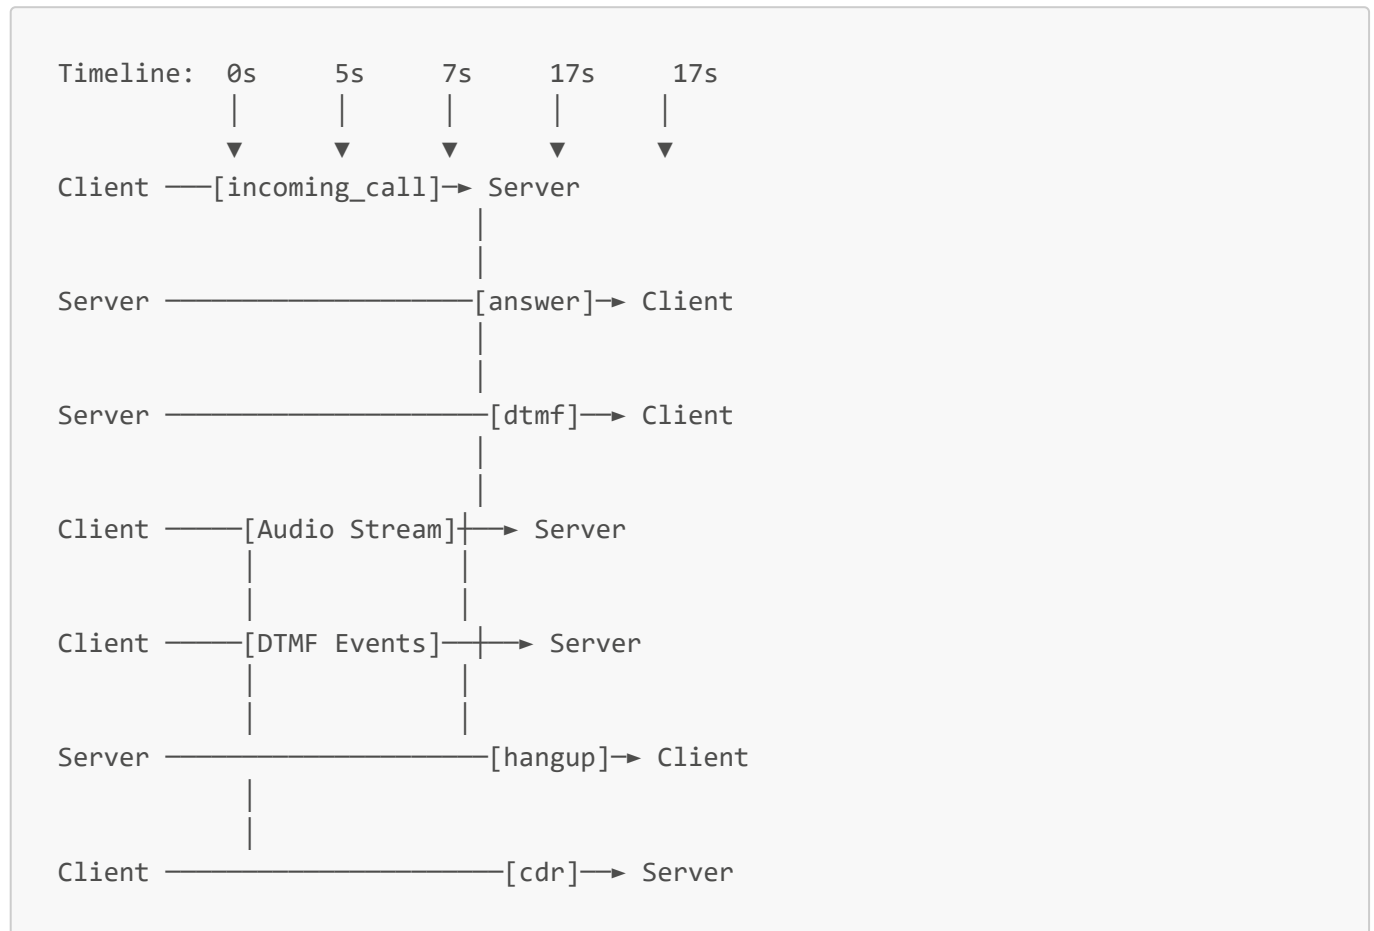 Timeline:  0s     5s     7s     17s     17s
Client ───[incoming_call]─► Server
Server ────────────────────[answer]─► Client
Server ─────────────────────[dtmf]──► Client
Client ─────[Audio Stream]┼──► Server
Client ─────[DTMF Events]──┼──► Server
Server ─────────────────────[hangup]─► Client
Client ──────────────────────[cdr]──► Server